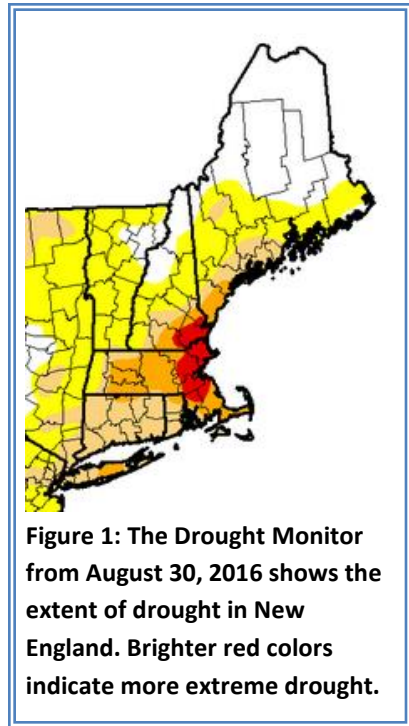 Figure 1: The Drought Monitor
from August 30, 2016 shows the
extent of drought in New
England. Brighter red colors
indicate more extreme drought.